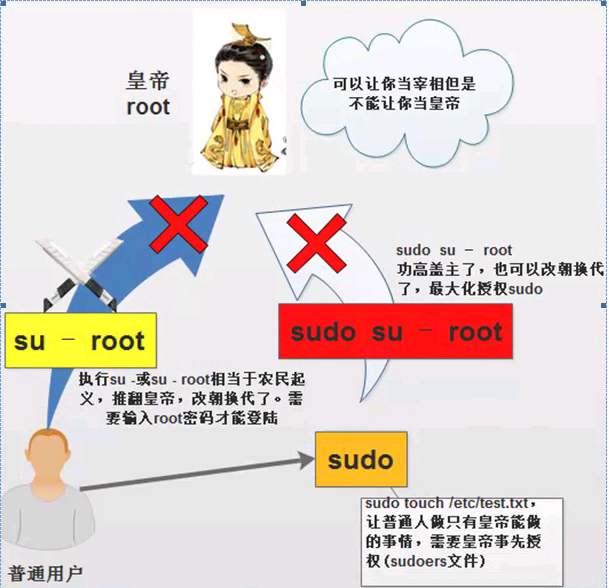 皇帝
root
可以让你当宰相但是
不能让你当皇帝
sudo su － root
功高盖主了，也可以改朝换代
了，最大化授权sudo
su － root
sudo su － root
执行su -或su - root相当于农民起
义，推翻皇帝，改朝换代了。需
要输入root密码才能登陆
sudo
sudo touch /etc/test.txt，
让普通人做只有皇帝能做
的事情，需要皇帝事先授
权(sudoers文件)
普通用户